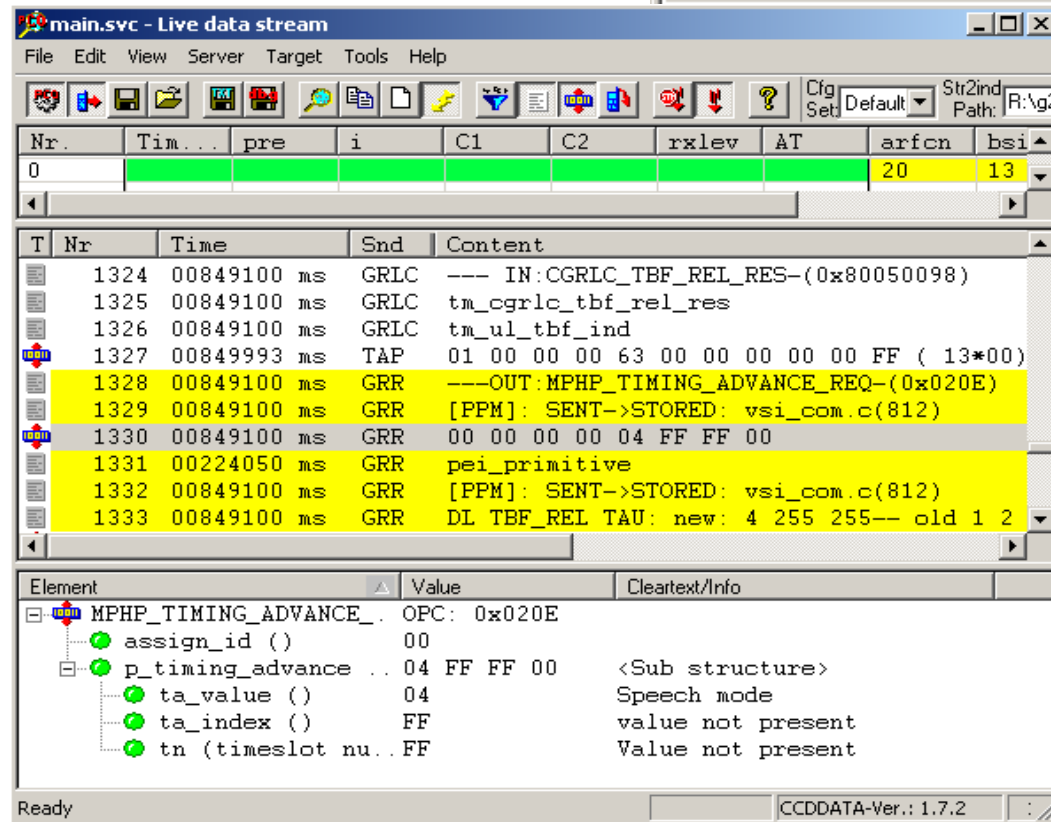 main.svc - Live data stream
File Edit View Server Target Tools Help
Cfg Set: Default Str2ind Path: R:\g2
Nr. Tim... pre i C1 C2 rxlev AT arfcn bsi
0 20 13
T Nr Time Snd Content
1324 00849100 ms GRLC --- IN:CGRLC_TBF_REL_RES-(0x80050098)
1325 00849100 ms GRLC tm_cgrlc_tbf_rel_res
1326 00849100 ms GRLC tm_ul_tbf_ind
1327 00849993 ms TAP 01 00 00 00 63 00 00 00 00 00 FF ( 13*00)
1328 00849100 ms GRR ---OUT:MPHP_TIMING_ADVANCE_REQ-(0x020E)
1329 00849100 ms GRR [PPM]: SENT->STORED: vsi_com.c(812)
1330 00849100 ms GRR 00 00 00 00 04 FF FF 00
1331 00224050 ms GRR pei_primitive
1332 00849100 ms GRR [PPM]: SENT->STORED: vsi_com.c(812)
1333 00849100 ms GRR DL TBF_REL TAU: new: 4 255 255-- old 1 2
Element Value Cleartext/Info
MPHP_TIMING_ADVANCE_. OPC: 0x020E
assign_id () 00
p_timing_advance .. 04 FF FF 00 <Sub structure>
ta_value () 04 Speech mode
ta_index () FF value not present
tn (timeslot nu.. FF Value not present
Ready CCDDATA-Ver.: 1.7.2